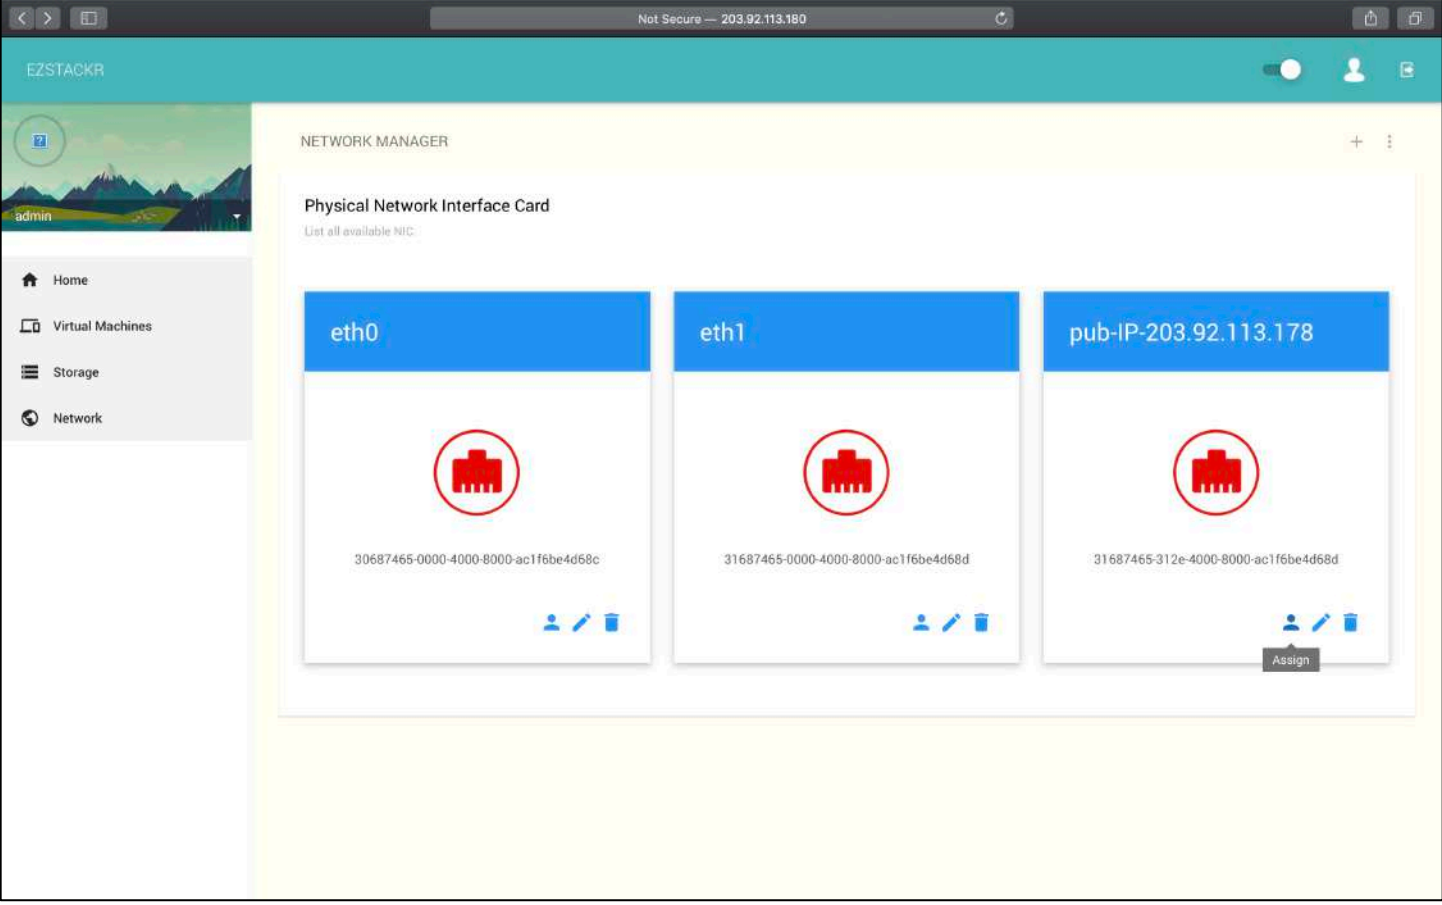 Not Secure — 203.92.113.180
EZSTACKR
admin
Home
Virtual Machines
Storage
Network
NETWORK MANAGER
Physical Network Interface Card
List all available NIC.
eth0
30687465-0000-4000-8000-ac1f6be4d68c
eth1
31687465-0000-4000-8000-ac1f6be4d68d
pub-IP-203.92.113.178
31687465-312e-4000-8000-ac1f6be4d68d
Assign